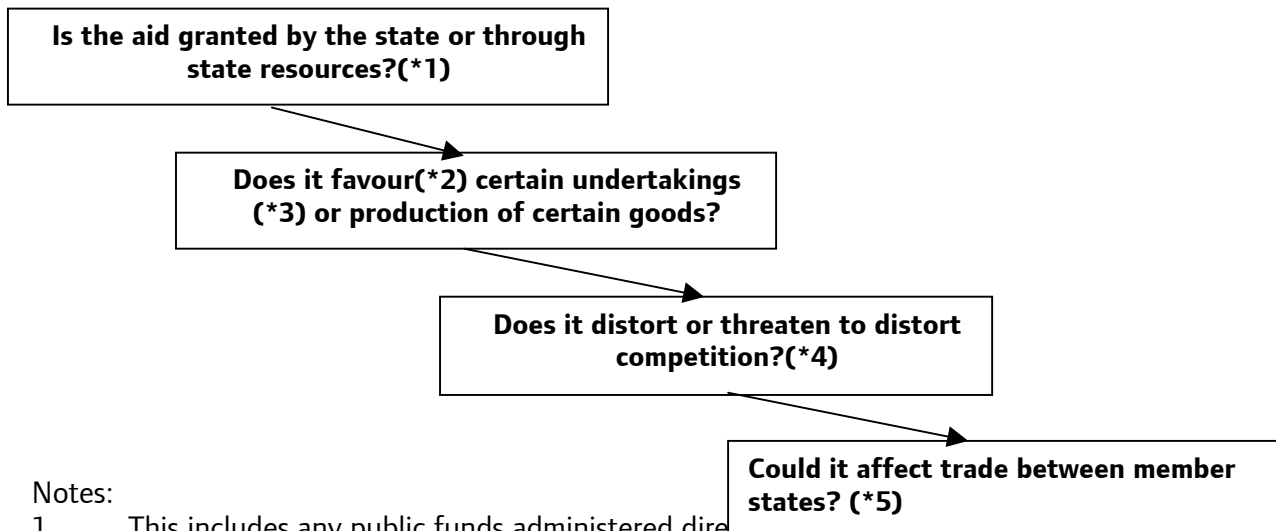 Is the aid granted by the state or through
state resources?(*1)
Does it favour(*2) certain undertakings
(*3) or production of certain goods?
Does it distort or threaten to distort
competition?(*4)
Could it affect trade between member
states? (*5)
Notes:
1 This includes any public funds administered